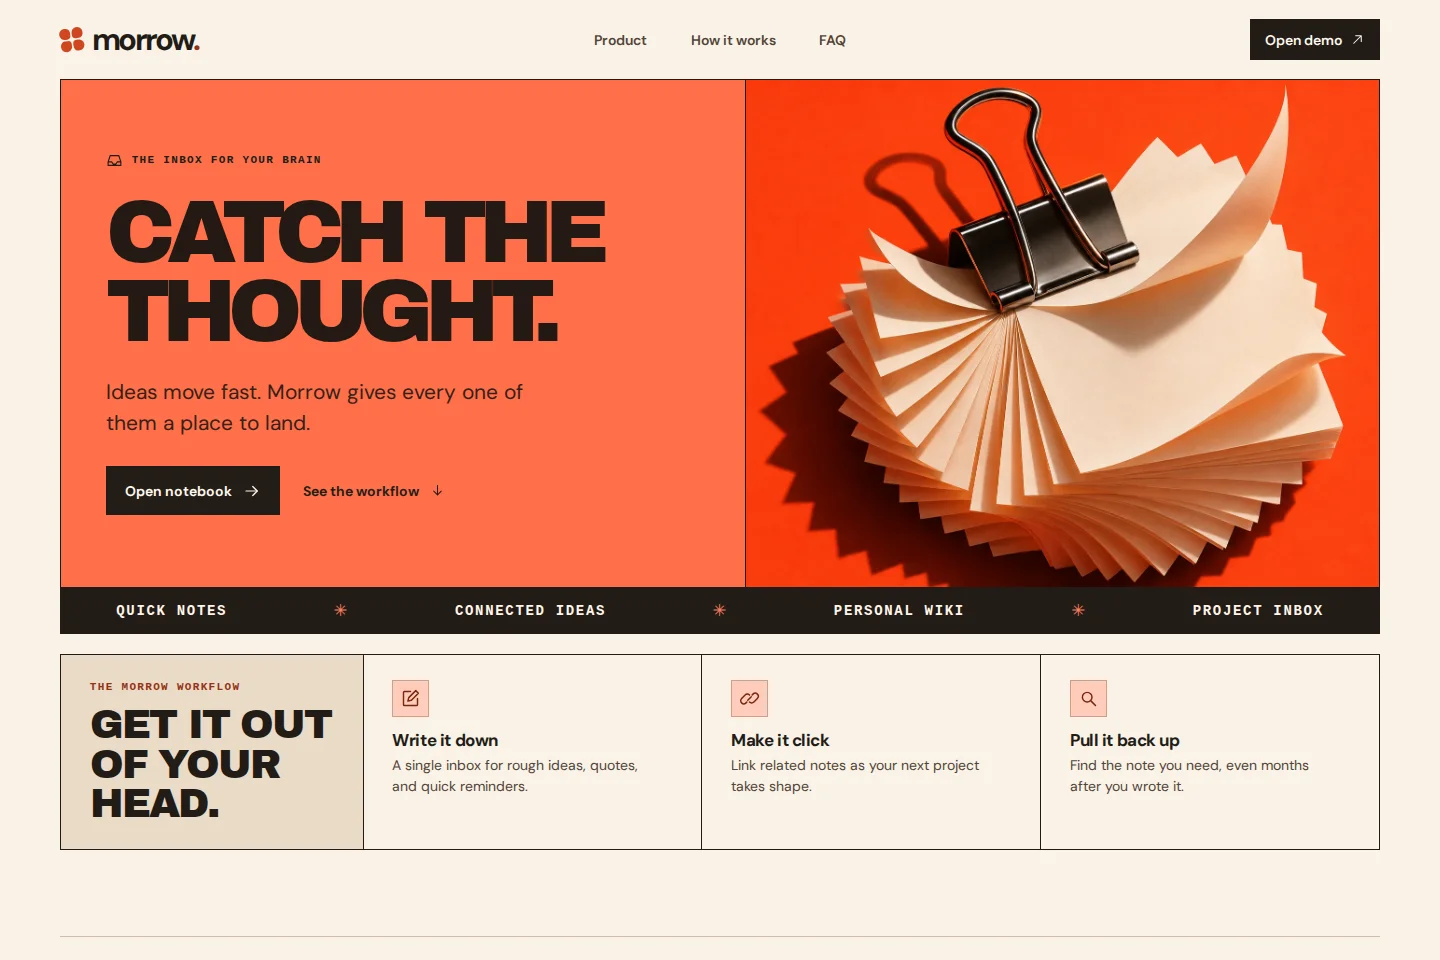 morrow.
Product
How it works
FAQ
Open demo
THE INBOX FOR YOUR BRAIN
CATCH THE
THOUGHT.
Ideas move fast. Morrow gives every one of
them a place to land.
Open notebook
See the workflow
QUICK NOTES
CONNECTED IDEAS
PERSONAL WIKI
PROJECT INBOX
THE MORROW WORKFLOW
GET IT OUT
OF YOUR
HEAD.
Write it down
A single inbox for rough ideas, quotes,
and quick reminders.
Make it click
Link related notes as your next project
takes shape.
Pull it back up
Find the note you need, even months
after you wrote it.